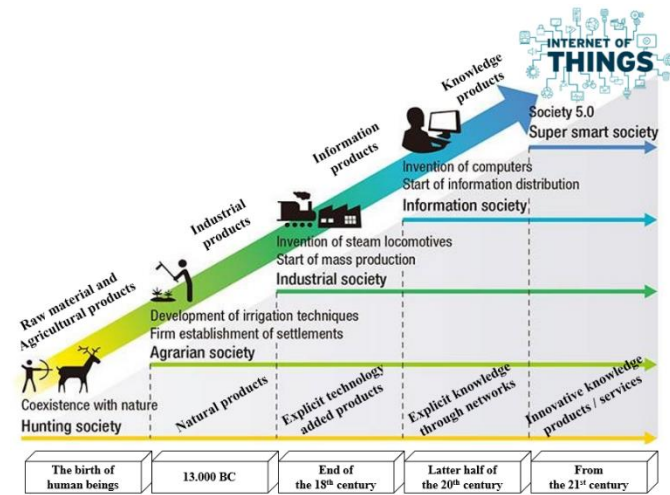 INTERNET OF
THINGS
Knowledge
products
Society 5.0
Super smart society
Information
products
Invention of computers
Start of information distribution
Information society
Industrial
products
Invention of steam locomotives
Start of mass production
Industrial society
Raw material and
Agricultural products
Development of irrigation techniques
Firm establishment of settlements
Agrarian society
Coexistence with nature
Hunting society
Natural products
Explicit technology
added products
Explicit knowledge
through networks
Innovative knowledge
products / services
The birth of
human beings
13.000 BC
End of
the 18th century
Latter half of
the 20th century
From
the 21st century